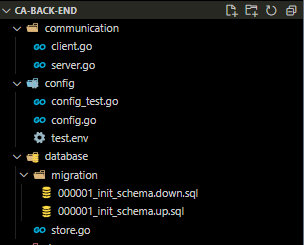 CA-BACK-END
communication
GO client.go
GO server.go
config
GO config_test.go
GO config.go
test.env
database
migration
000001_init_schema.down.sql
000001_init_schema.up.sql
GO store.go